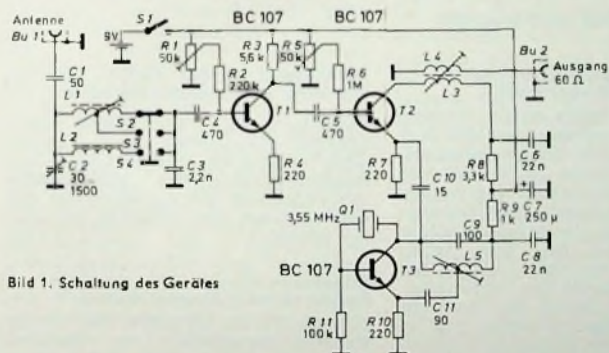 Antenne
Bu 1
S1
9V
BC 107
BC 107
C1
50
R1
50k
R2
220k
R3
5,6k
R5
50k
R6
1M
L4
L3
Bu 2
Ausgang
60 Ω
L1
L2
S2
S3
S4
C2
30...
1500
C3
2,2n
C4
470
T1
R4
220
C5
470
T2
R7
220
C10
15
R8
3,3k
C6
22n
C7
250 µ
R9
1k
C9
100
C8
22n
L5
3,55 MHz
Q1
BC 107
T3
C11
90
R11
100k
R10
220
Bild 1. Schaltung des Gerätes